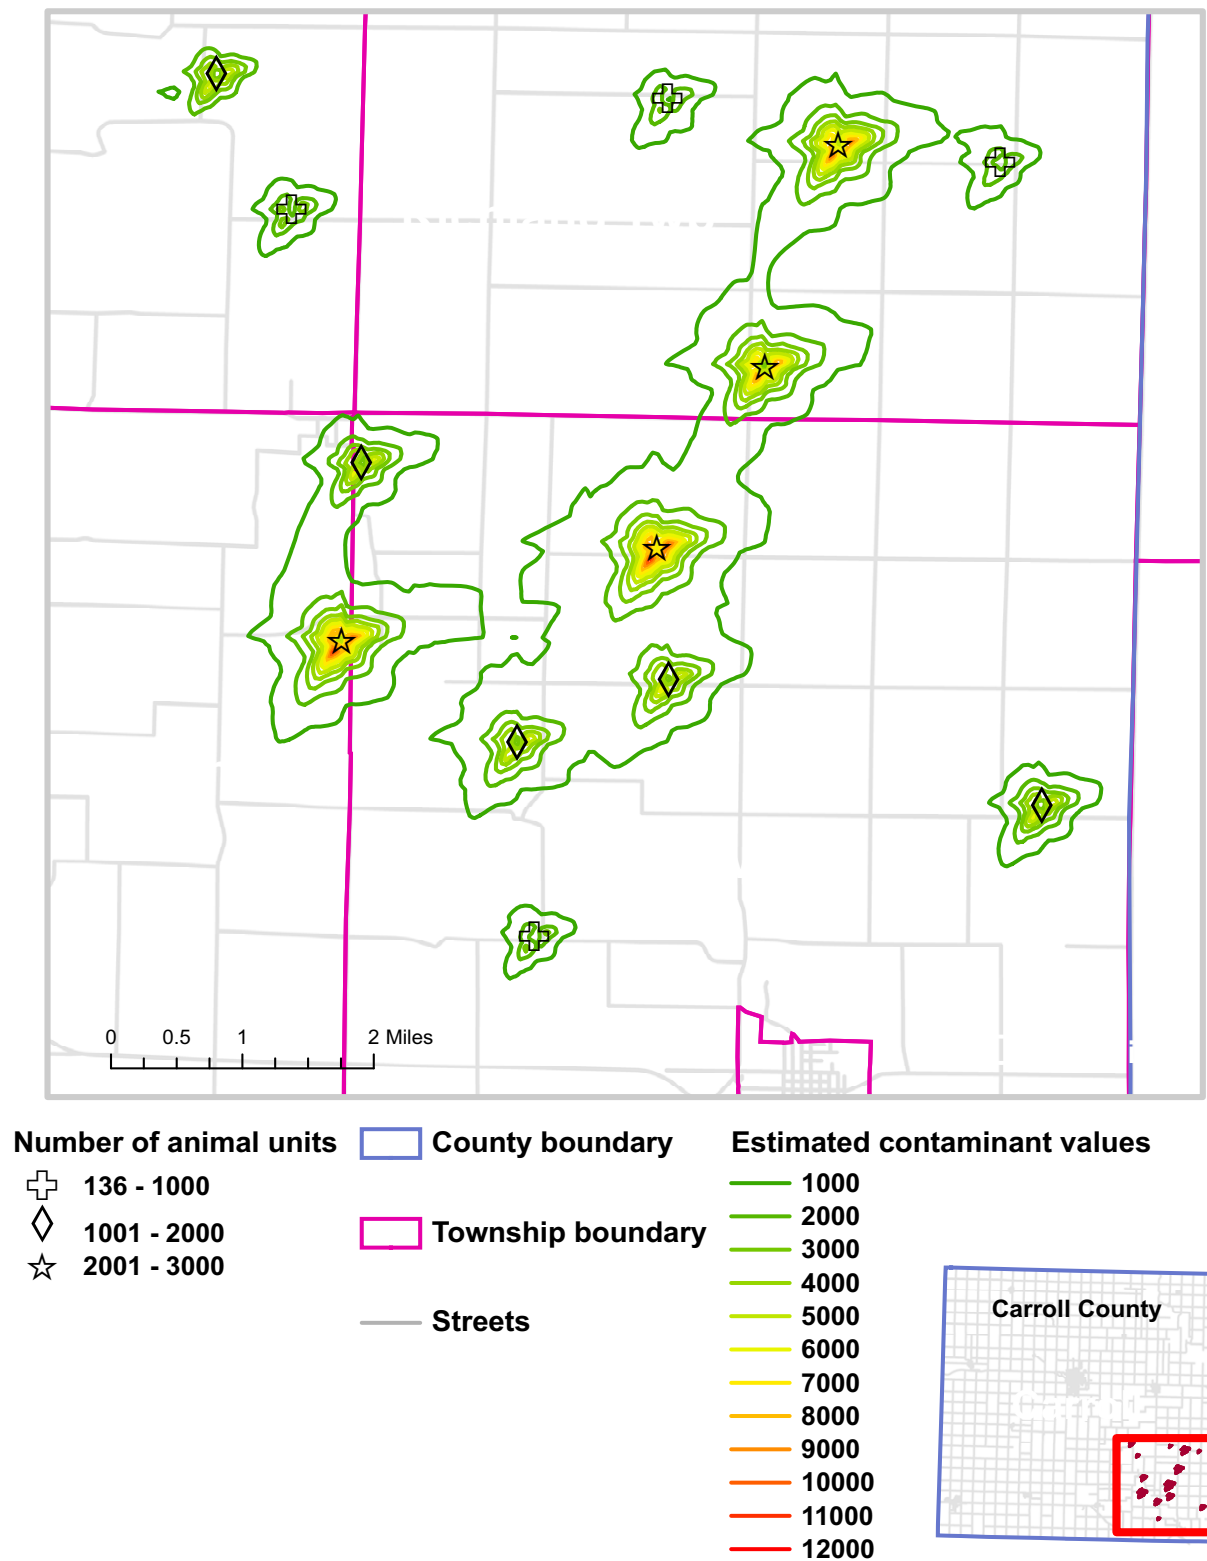 0 0.5 1 2 Miles
Number of animal units
136 - 1000
1001 - 2000
2001 - 3000
County boundary
Township boundary
Streets
Estimated contaminant values
1000
2000
3000
4000
5000
6000
7000
8000
9000
10000
11000
12000
Carroll County
Carroll